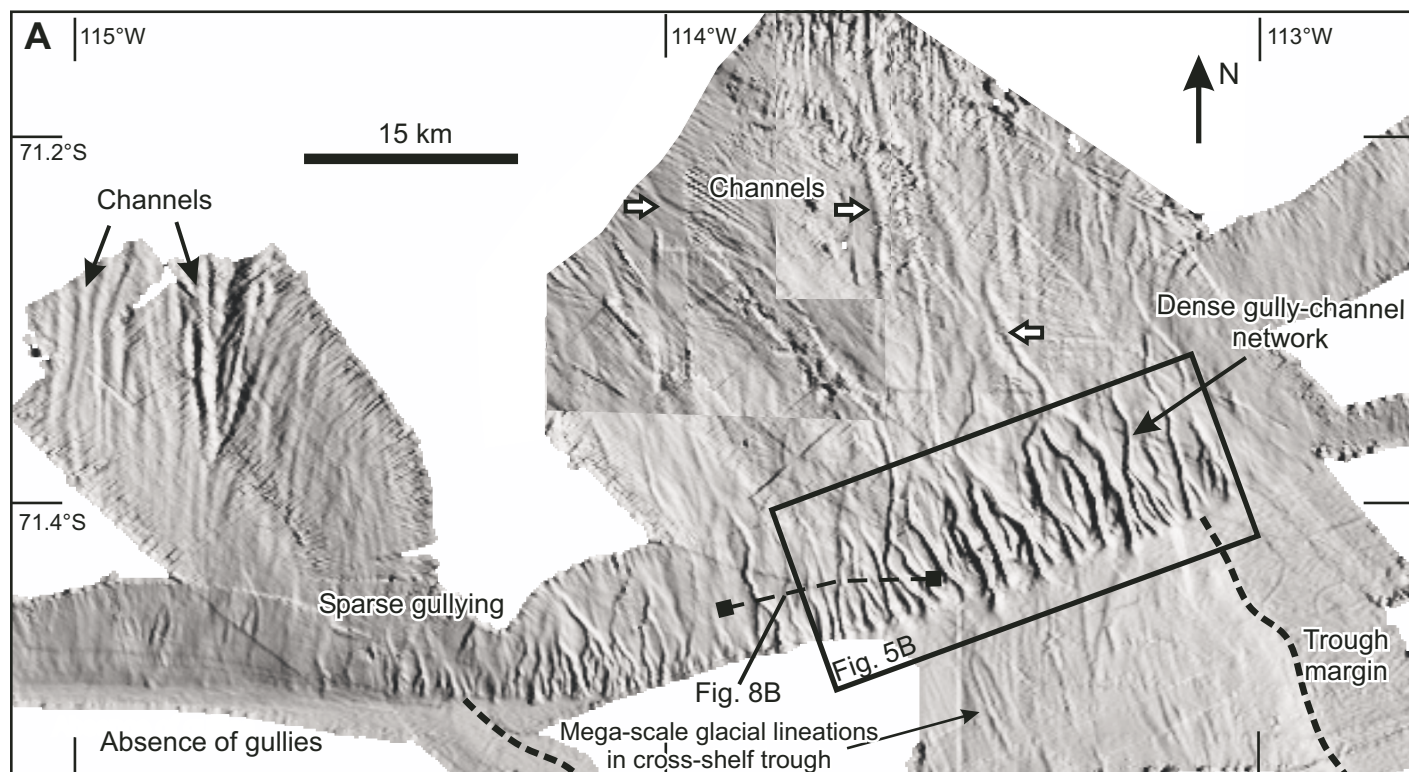 A
115°W
114°W
113°W
N
15 km
71.2°S
Channels
Channels
Dense gully-channel
network
71.4°S
Sparse gullying
Fig. 5B
Trough
margin
Fig. 8B
Mega-scale glacial lineations
in cross-shelf trough
Absence of gullies